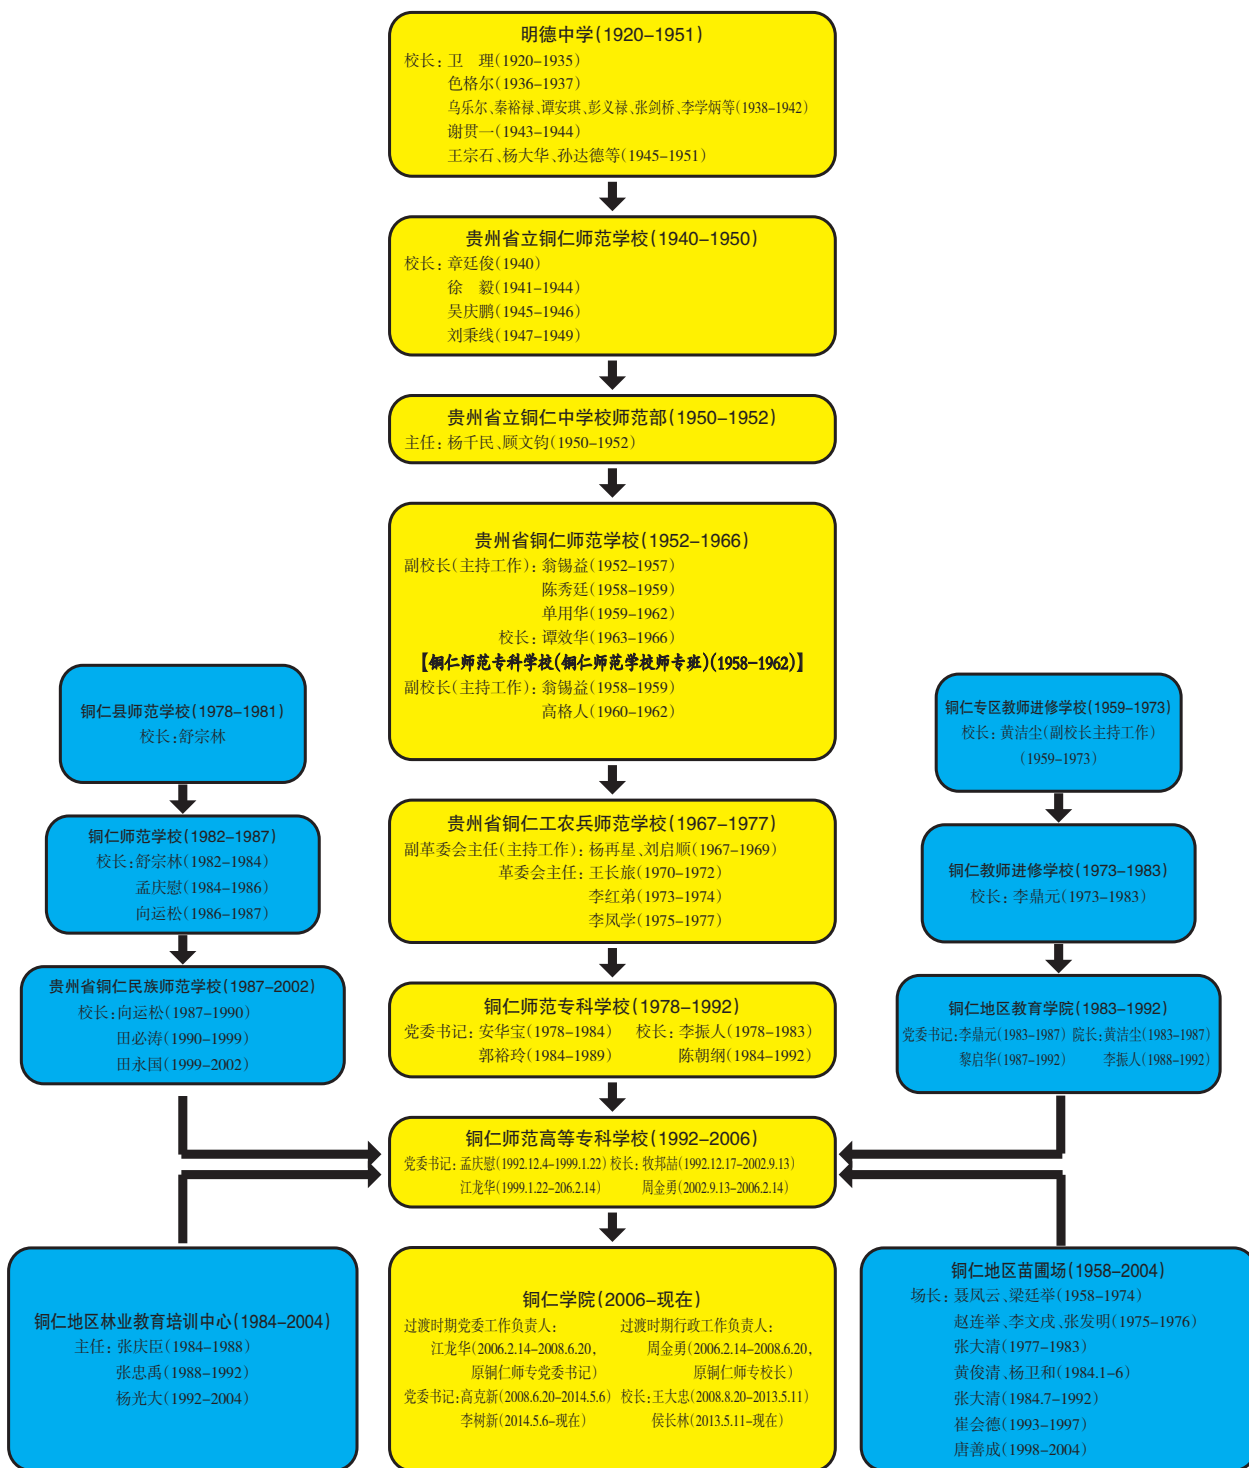 明德中学(1920-1951)
校长：卫　理(1920-1935)
色格尔(1936-1937)
乌乐尔、秦裕禄、谭安琪、彭义禄、张剑桥、李学炳等(1938-1942)
谢贯一(1943-1944)
王宗石、杨大华、孙达德等(1945-1951)
贵州省立铜仁师范学校(1940-1950)
校长：章廷俊(1940)
徐　毅(1941-1944)
吴庆鹏(1945-1946)
刘秉线(1947-1949)
贵州省立铜仁中学校师范部(1950-1952)
主任：杨千民、顾文钧(1950-1952)
贵州省铜仁师范学校(1952-1966)
副校长(主持工作)：翁锡益(1952-1957)
陈秀廷(1958-1959)
单用华(1959-1962)
校长：谭效华(1963-1966)
【铜仁师范专科学校(铜仁师范学校师专班)(1958-1962)】
副校长(主持工作)：翁锡益(1958-1959)
高格人(1960-1962)
贵州省铜仁工农兵师范学校(1967-1977)
副革委会主任(主持工作)：杨再星、刘启顺(1967-1969)
革委会主任：王长旅(1970-1972)
李红弟(1973-1974)
李凤学(1975-1977)
铜仁师范专科学校(1978-1992)
党委书记：安华宝(1978-1984)　校长：李振人(1978-1983)
郭裕玲(1984-1989)　陈朝纲(1984-1992)
铜仁县师范学校(1978-1981)
校长：舒宗林
铜仁师范学校(1982-1987)
校长：舒宗林(1982-1984)
孟庆慰(1984-1986)
向运松(1986-1987)
贵州省铜仁民族师范学校(1987-2002)
校长：向运松(1987-1990)
田必涛(1990-1999)
田永国(1999-2002)
铜仁专区教师进修学校(1959-1973)
校长：黄洁尘(副校长主持工作)
(1959-1973)
铜仁教师进修学校(1973-1983)
校长：李鼎元(1973-1983)
铜仁地区教育学院(1983-1992)
党委书记：李鼎元(1983-1987) 院长：黄洁尘(1983-1987)
黎启华(1987-1992)　李振人(1988-1992)
铜仁师范高等专科学校(1992-2006)
党委书记：孟庆慰(1992.12.4-1999.1.22) 校长：牧邦喆(1992.12.17-2002.9.13)
江龙华(1999.1.22-206.2.14)　周金勇(2002.9.13-2006.2.14)
铜仁地区林业教育培训中心(1984-2004)
主任：张庆臣(1984-1988)
张忠禹(1988-1992)
杨光大(1992-2004)
铜仁学院(2006-现在)
过渡时期党委工作负责人：　过渡时期行政工作负责人：
江龙华(2006.2.14-2008.6.20，　周金勇(2006.2.14-2008.6.20，
原铜仁师专党委书记)　原铜仁师专校长)
党委书记：高克新(2008.6.20-2014.5.6) 校长：王大忠(2008.8.20-2013.5.11)
李树新(2014.5.6-现在)　侯长林(2013.5.11-现在)
铜仁地区苗圃场(1958-2004)
场长：聂凤云、梁廷举(1958-1974)
赵连举、李文戌、张发明(1975-1976)
张大清(1977-1983)
黄俊清、杨卫和(1984.1-6)
张大清(1984.7-1992)
崔会德(1993-1997)
唐善成(1998-2004)